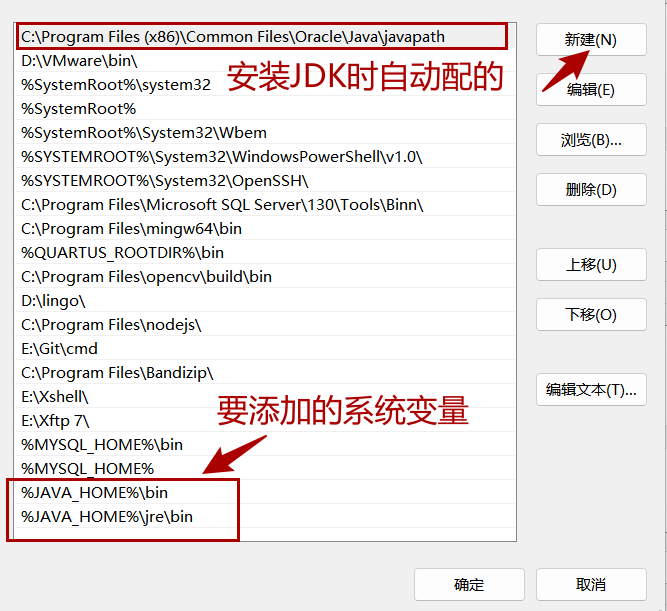 C:\Program Files (x86)\Common Files\Oracle\Java\javapath
D:\VMware\bin\
%SystemRoot%\system32
安装JDK时自动配的
%SystemRoot%
%SystemRoot%\System32\Wbem
%SYSTEMROOT%\System32\WindowsPowerShell\v1.0\
%SYSTEMROOT%\System32\OpenSSH\
C:\Program Files\Microsoft SQL Server\130\Tools\Binn\
C:\Program Files\mingw64\bin
%QUARTUS_ROOTDIR%\bin
C:\Program Files\opencv\build\bin
D:\lingo\
C:\Program Files\nodejs\
E:\Git\cmd
C:\Program Files\Bandizip\
E:\Xshell\
要添加的系统变量
E:\Xftp 7\
%MYSQL_HOME%\bin
%MYSQL_HOME%
%JAVA_HOME%\bin
%JAVA_HOME%\jre\bin
新建(N)
编辑(E)
浏览(B)...
删除(D)
上移(U)
下移(O)
编辑文本(T)...
确定
取消